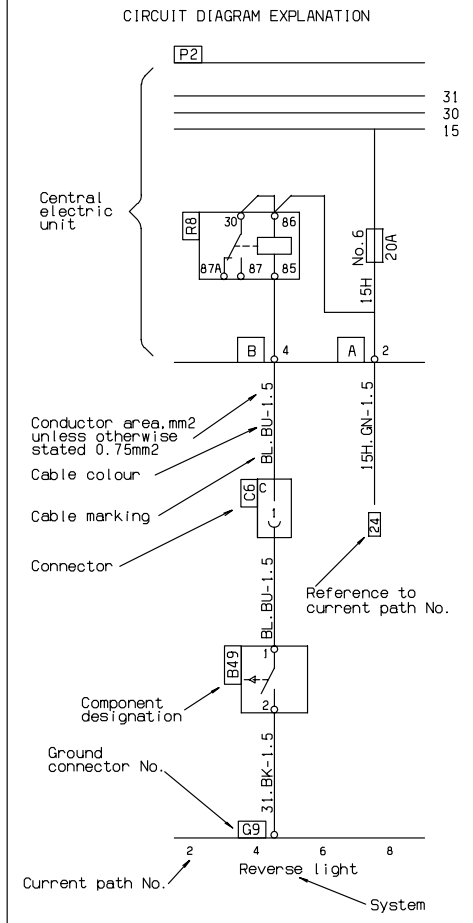 CIRCUIT DIAGRAM EXPLANATION
P2
31
30
15
Central
electric
unit
R8
30
86
87A
87
85
No.6
20A
15H
B
4
A
2
Conductor area.mm2
unless otherwise
stated 0.75mm2
BL.BU-1.5
15H.GN-1.5
Cable colour
Cable marking
C6
C
1
24
Connector
Reference to
current path No.
BL.BU-1.5
B49
1
2
Component
designation
Ground
connector No.
31.BK-1.5
G9
2 4 6 8
Reverse light
Current path No.
System